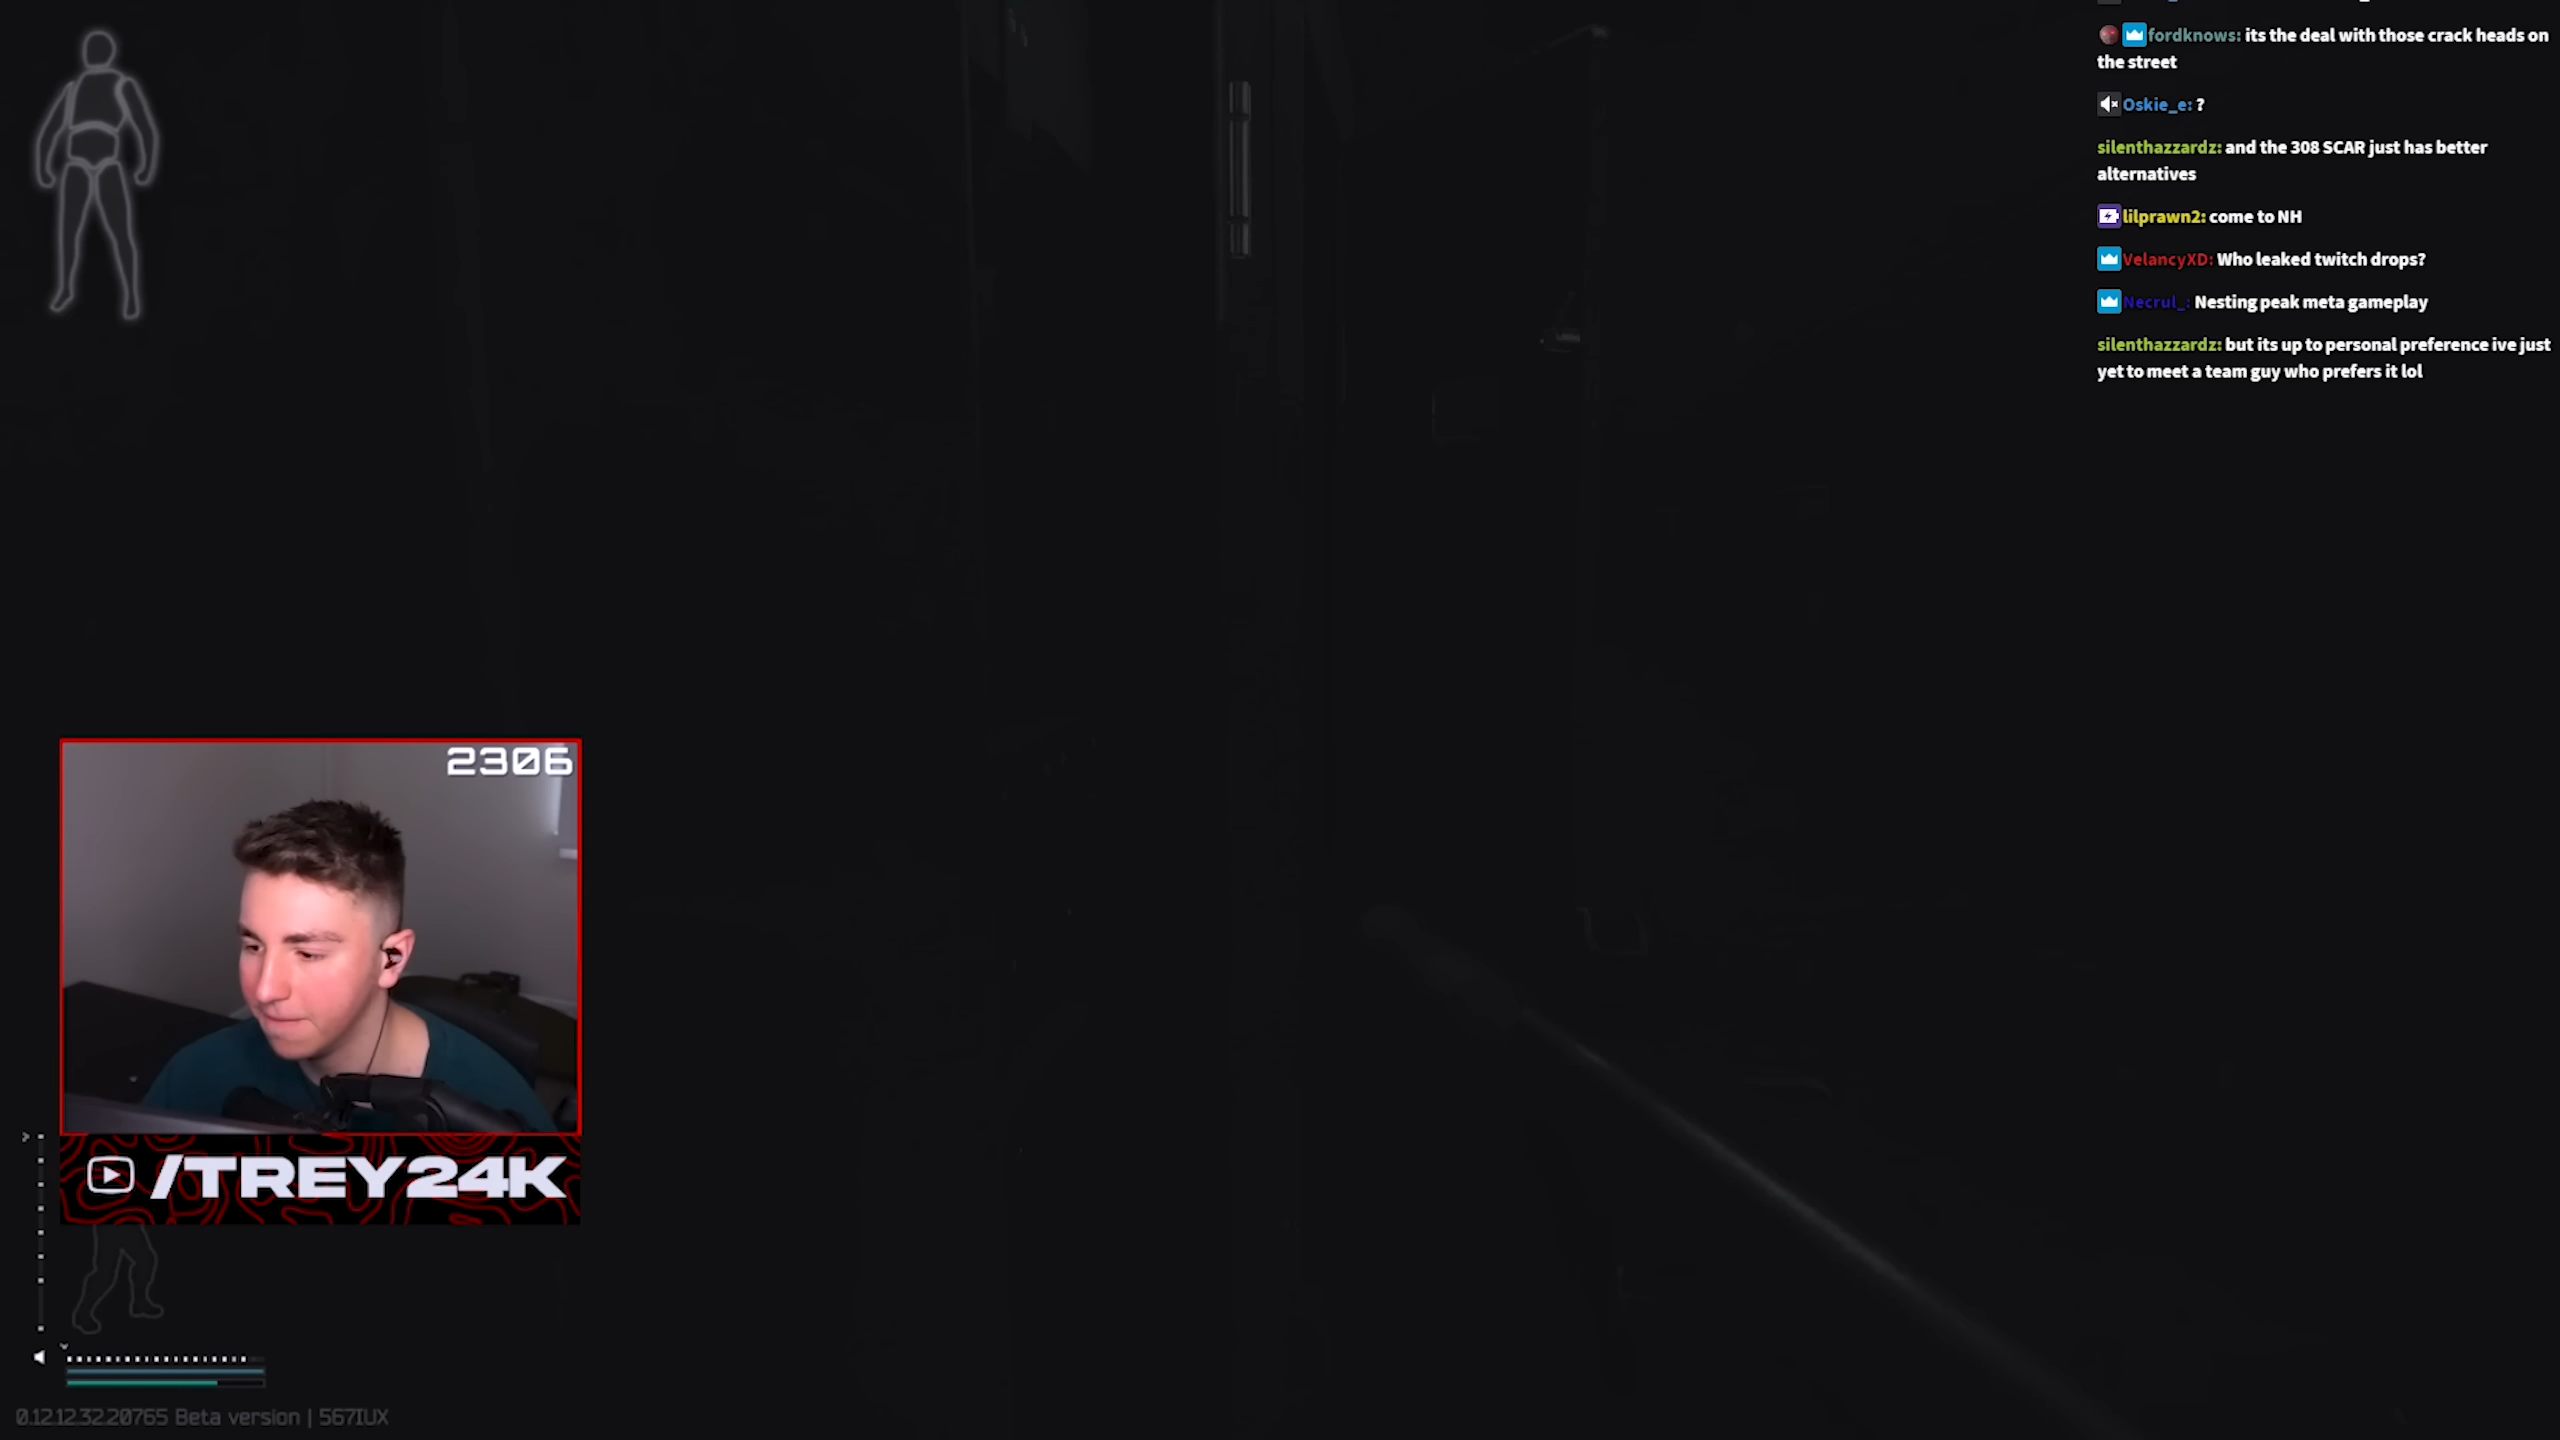 fordknows: its the deal with those crack heads on
the street
Oskie_e: ?
silenthazzardz: and the 308 SCAR just has better
alternatives
lilprawn2: come to NH
VelancyXD: Who leaked twitch drops?
Necrul_: Nesting peak meta gameplay
silenthazzardz: but its up to personal preference ive just
yet to meet a team guy who prefers it lol
2306
/TREY24K
0.12.12.32.20765 Beta version | 567IUX